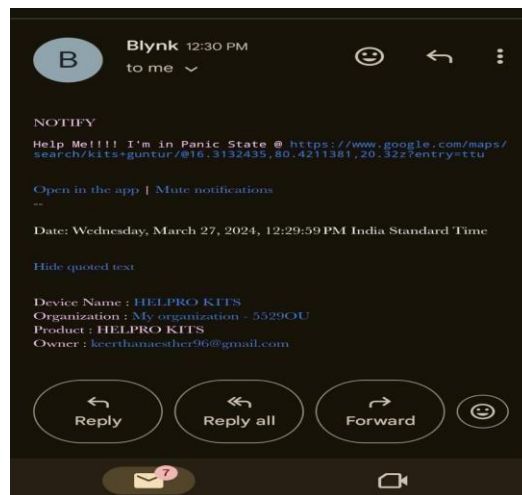 B
Blynk 12:30 PM
to me
NOTIFY
Help Me!!!! I'm in Panic State @ https://www.google.com/maps/
search/kits+guntur/@16.3132435,80.4211381,20.32z?entry=ttu
Open in the app | Mute notifications
--
Date: Wednesday, March 27, 2024, 12:29:59 PM India Standard Time
Hide quoted text
Device Name : HELPRO KITS
Organization : My organization - 5529OU
Product : HELPRO KITS
Owner : keerthanaesther96@gmail.com
Reply
Reply all
Forward
7